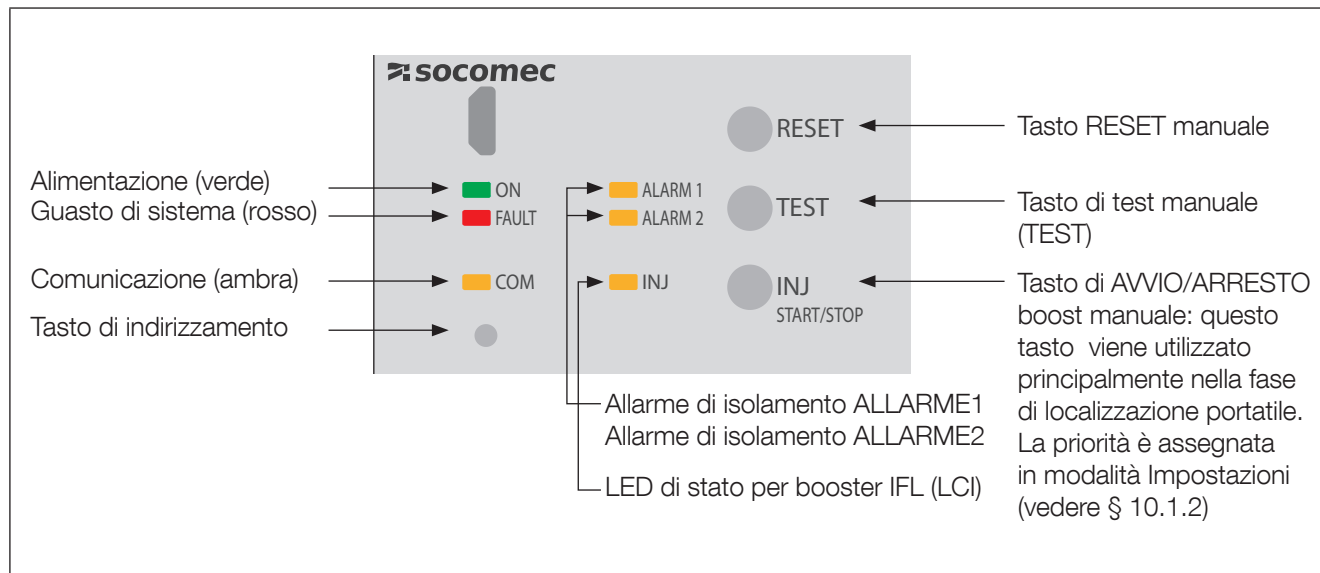 socomec
RESET
Tasto RESET manuale
Alimentazione (verde)
Guasto di sistema (rosso)
ON
FAULT
ALARM 1
ALARM 2
TEST
Tasto di test manuale
(TEST)
Comunicazione (ambra)
COM
INJ
INJ
START/STOP
Tasto di indirizzamento
Tasto di AVVIO/ARRESTO
boost manuale: questo
tasto viene utilizzato
principalmente nella fase
di localizzazione portatile.
La priorità è assegnata
in modalità Impostazioni
(vedere § 10.1.2)
Allarme di isolamento ALLARME1
Allarme di isolamento ALLARME2
LED di stato per booster IFL (LCI)